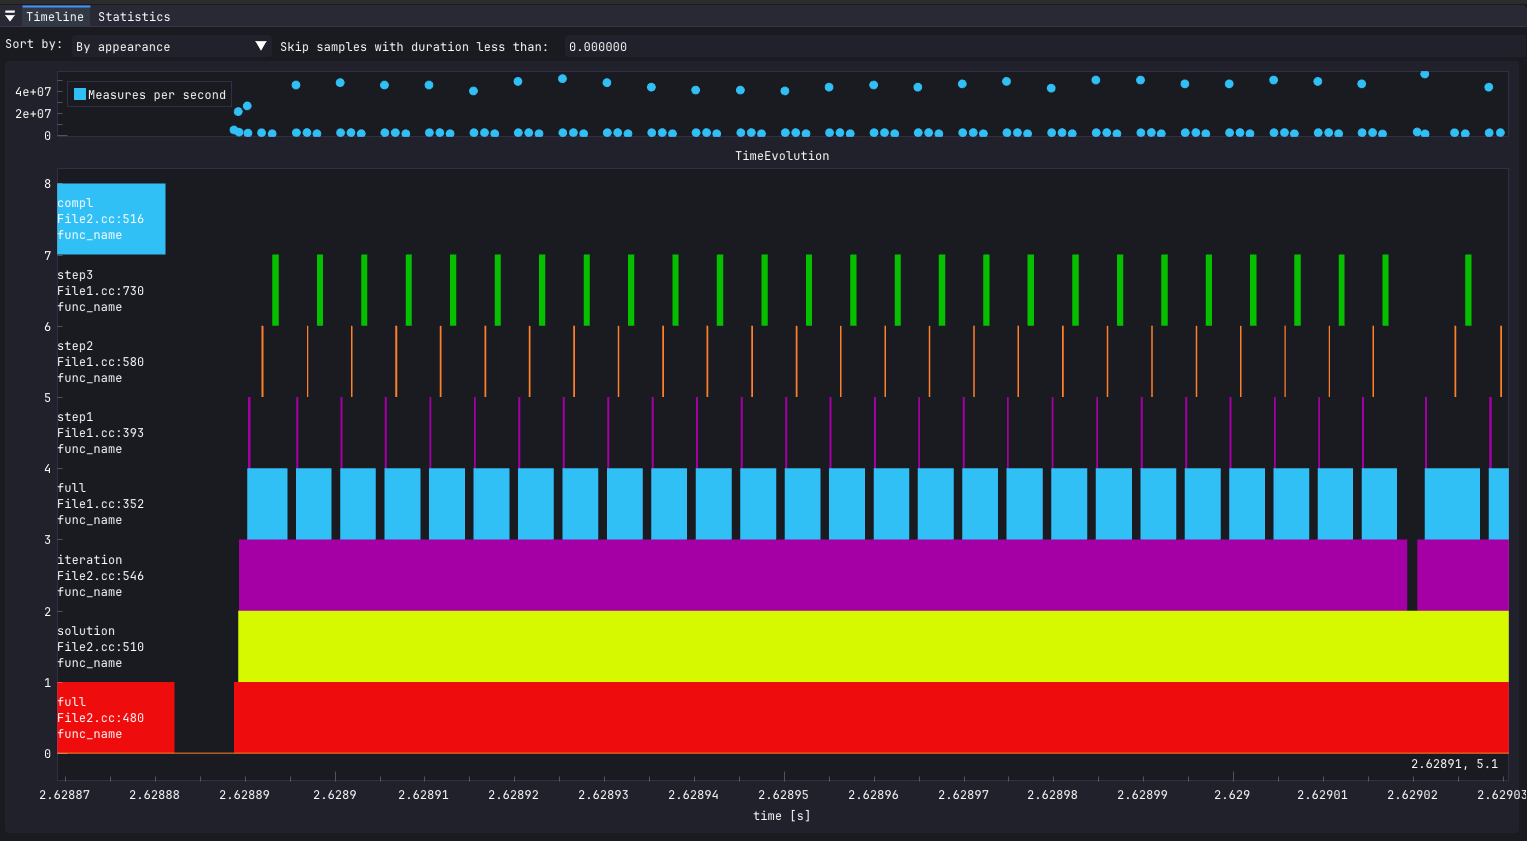 Timeline Statistics
Sort by: By appearance Skip samples with duration less than: 0.000000
4e+07
2e+07
0
Measures per second
TimeEvolution
8
compl
File2.cc:516
func_name
7
step3
File1.cc:730
func_name
6
step2
File1.cc:580
func_name
5
step1
File1.cc:393
func_name
4
full
File1.cc:352
func_name
3
iteration
File2.cc:546
func_name
2
solution
File2.cc:510
func_name
1
full
File2.cc:480
func_name
0
2.62891, 5.1
2.62887 2.62888 2.62889 2.6289 2.62891 2.62892 2.62893 2.62894 2.62895 2.62896 2.62897 2.62898 2.62899 2.629 2.62901 2.62902 2.62903
time [s]